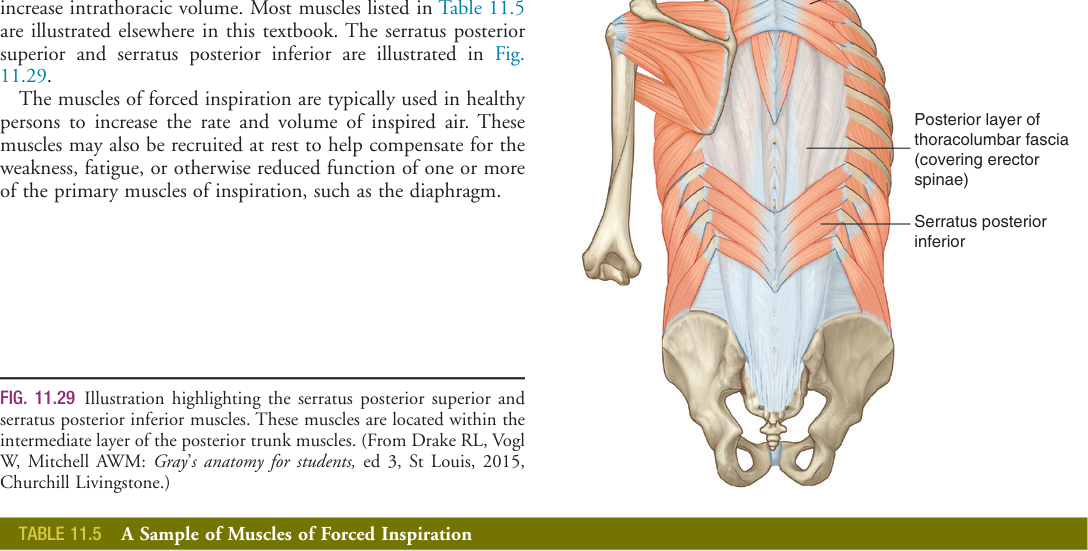 increase intrathoracic volume. Most muscles listed in Table 11.5
are illustrated elsewhere in this textbook. The serratus posterior
superior and serratus posterior inferior are illustrated in Fig.
11.29.
The muscles of forced inspiration are typically used in healthy
persons to increase the rate and volume of inspired air. These
muscles may also be recruited at rest to help compensate for the
weakness, fatigue, or otherwise reduced function of one or more
of the primary muscles of inspiration, such as the diaphragm.
Posterior layer of
thoracolumbar fascia
(covering erector
spinae)
Serratus posterior
inferior
FIG. 11.29 Illustration highlighting the serratus posterior superior and
serratus posterior inferior muscles. These muscles are located within the
intermediate layer of the posterior trunk muscles. (From Drake RL, Vogl
W, Mitchell AWM: Gray's anatomy for students, ed 3, St Louis, 2015,
Churchill Livingstone.)
TABLE 11.5 A Sample of Muscles of Forced Inspiration